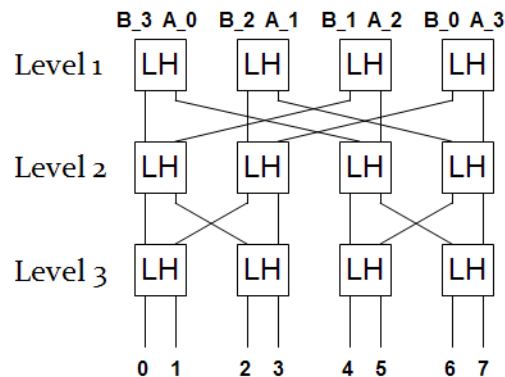 B_3 A_0 B_2 A_1 B_1 A_2 B_0 A_3
Level 1 LH LH LH LH
Level 2 LH LH LH LH
Level 3 LH LH LH LH
0 1 2 3 4 5 6 7